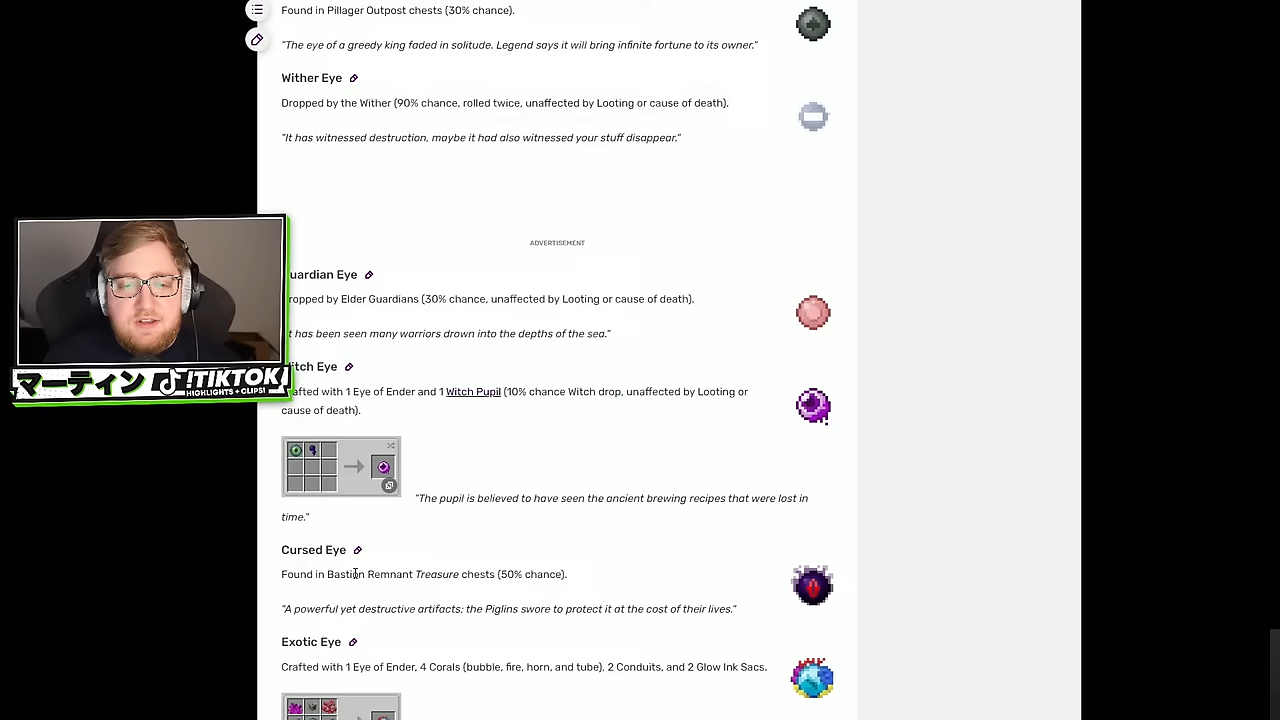 Found in Pillager Outpost chests (30% chance).
"The eye of a greedy king faded in solitude. Legend says it will bring infinite fortune to its owner."
Wither Eye
Dropped by the Wither (90% chance, rolled twice, unaffected by Looting or cause of death).
"It has witnessed destruction, maybe it had also witnessed your stuff disappear."
ADVERTISEMENT
uardian Eye
ropped by Elder Guardians (30% chance, unaffected by Looting or cause of death).
t has been seen many warriors drown into the depths of the sea."
itch Eye
マーティン !TIKTOK
HIGHLIGHTS + CLIPS!
rafted with 1 Eye of Ender and 1 Witch Pupil (10% chance Witch drop, unaffected by Looting or
cause of death).
"The pupil is believed to have seen the ancient brewing recipes that were lost in
time."
Cursed Eye
Found in Bastion Remnant Treasure chests (50% chance).
"A powerful yet destructive artifacts; the Piglins swore to protect it at the cost of their lives."
Exotic Eye
Crafted with 1 Eye of Ender, 4 Corals (bubble, fire, horn, and tube), 2 Conduits, and 2 Glow Ink Sacs.